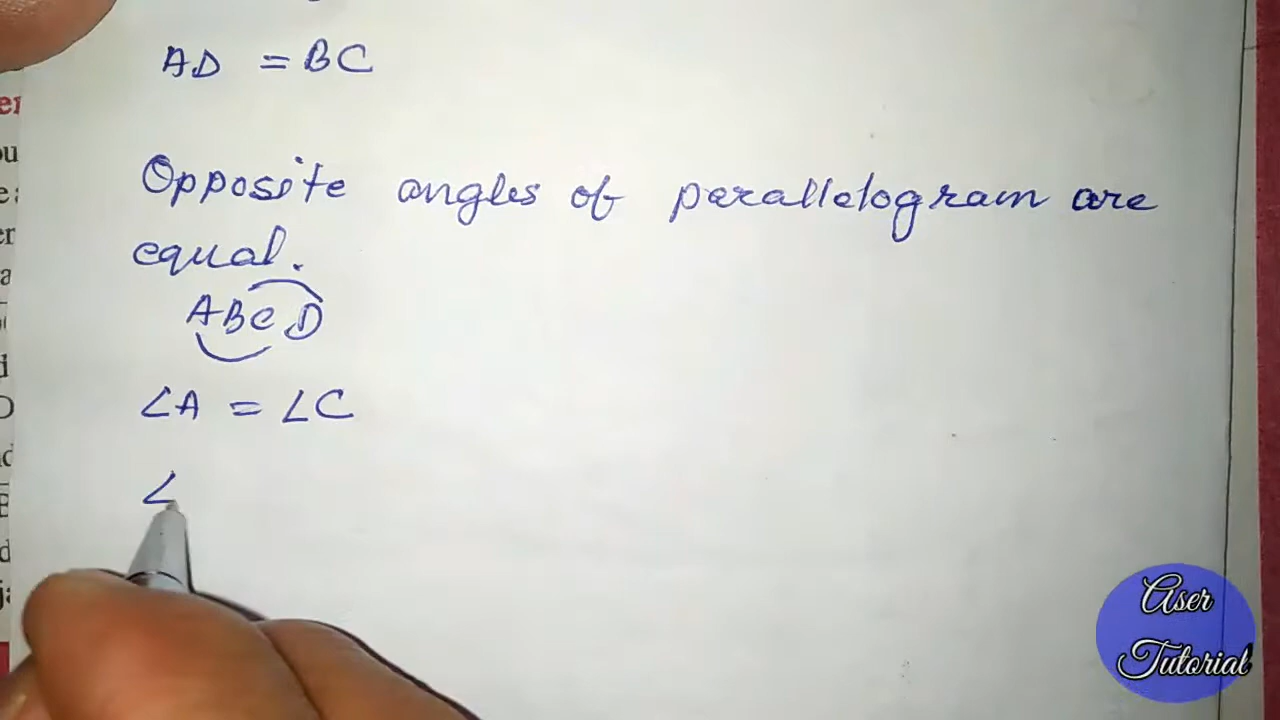 AD = BC
Opposite angles of parallelogram are
equal.
ABCD
∠A = ∠C
∠
Aser
Tutorial